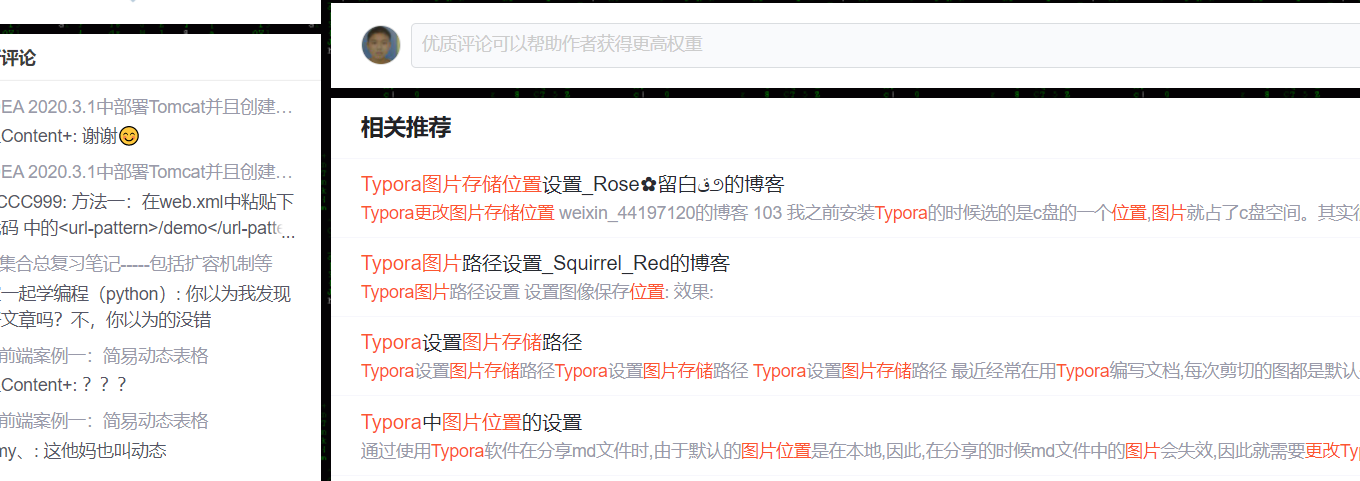 评论
EA 2020.3.1中部署Tomcat并且创建…
Content+: 谢谢😊
EA 2020.3.1中部署Tomcat并且创建…
CCC999: 方法一：在web.xml中粘贴下
码 中的<url-pattern>/demo</url-patte...
集合总复习笔记-----包括扩容机制等
一起学编程（python）: 你以为我发现
文章吗？不，你以为的没错
前端案例一：简易动态表格
Content+: ？？？
前端案例一：简易动态表格
my、: 这他妈也叫动态
优质评论可以帮助作者获得更高权重
相关推荐
Typora图片存储位置设置_Rose✿留白の的博客
Typora更改图片存储位置 weixin_44197120的博客 103 我之前安装Typora的时候选的是c盘的一个位置,图片就占了c盘空间。其实很
Typora图片路径设置_Squirrel_Red的博客
Typora图片路径设置 设置图像保存位置: 效果:
Typora设置图片存储路径
Typora设置图片存储路径Typora设置图片存储路径 Typora设置图片存储路径 最近经常在用Typora编写文档,每次剪切的图都是默认
Typora中图片位置的设置
通过使用Typora软件在分享md文件时,由于默认的图片位置是在本地,因此,在分享的时候md文件中的图片会失效,因此就需要更改Typ